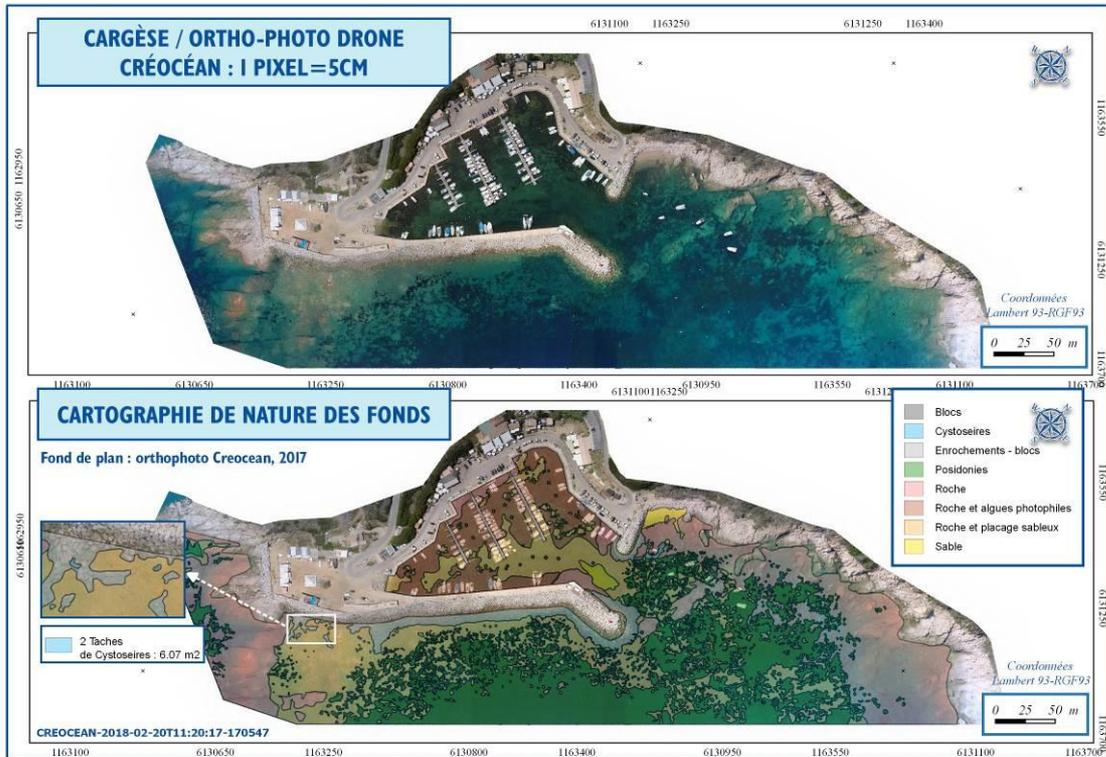 6131100 1163250 6131250 1163400
CARGÈSE / ORTHO-PHOTO DRONE
CRÉOCÉAN : 1 PIXEL=5CM
1163550
1162950
6130650
6131250
Coordonnées
Lambert 93-RGF93
0 25 50 m
1163700
1163100 6130650 1163250 6130800 1163400 6131100 1163250 6130950 1163550 6131100 1163700
CARTOGRAPHIE DE NATURE DES FONDS
Fond de plan : orthophoto Creocean, 2017
Blocs
Cystoseires
Enrochements - blocs
Posidonies
Roche
Roche et algues photophiles
Roche et placage sableux
Sable
1163550
6131250
2 Taches
de Cystoseires : 6.07 m2
Coordonnées
Lambert 93-RGF93
0 25 50 m
CREOCEAN-2018-02-20T11:20:17-170547
1163700
1163100 6130650 1163250 6130800 1163400 6130950 1163550 6131100 1163700